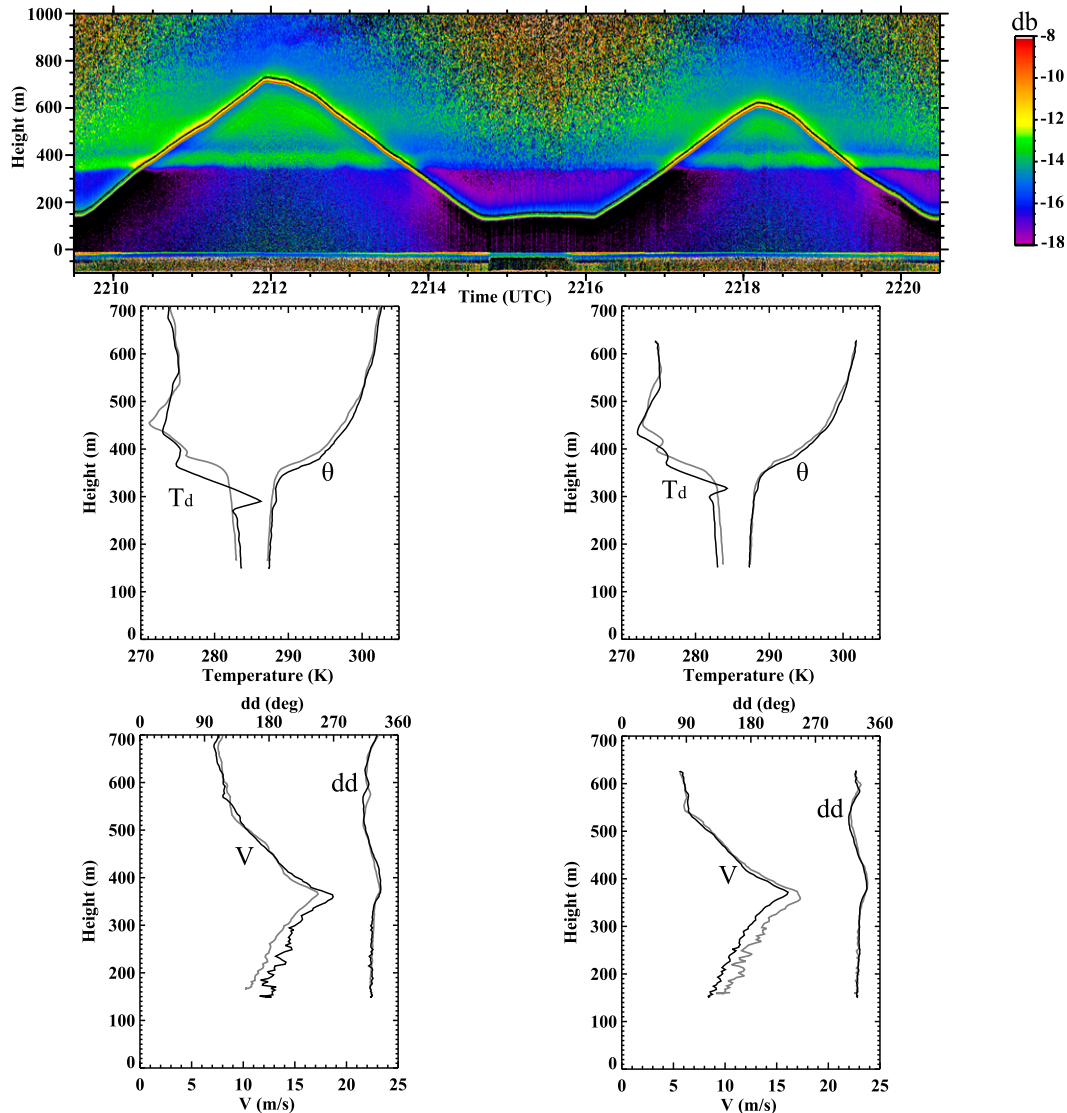 db
1000
800
600
400
200
0
Height (m)
-8
-10
-12
-14
-16
-18
2210 2212 2214 2216 2218 2220
Time (UTC)
700
600
500
400
300
200
100
0
Height (m)
Td
θ
270 280 290 300
Temperature (K)
700
600
500
400
300
200
100
0
Height (m)
Td
θ
270 280 290 300
Temperature (K)
dd (deg)
0 90 180 270 360
700
600
500
400
300
200
100
0
Height (m)
dd
V
0 5 10 15 20 25
V (m/s)
dd (deg)
0 90 180 270 360
700
600
500
400
300
200
100
0
Height (m)
dd
V
0 5 10 15 20 25
V (m/s)